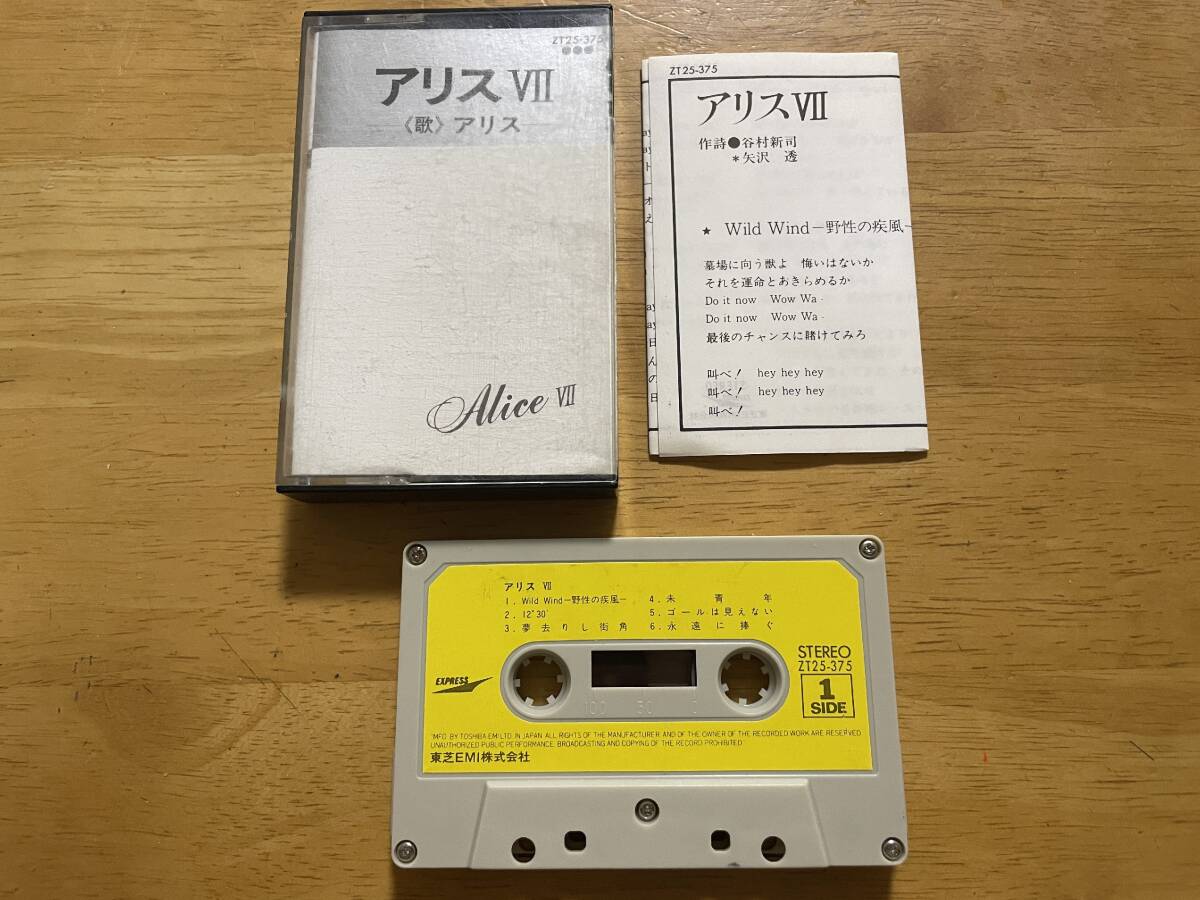 ZT25-375
アリス VII
〈歌〉アリス
Alice VII
ZT25-375
アリスVII
作詩●谷村新司
*矢沢 透
★ Wild Wind－野性の疾風－
墓場に向う獣よ 悔いはないか
それを運命とあきらめるか
Do it now Wow Wa
Do it now Wow Wa
最後のチャンスに賭けてみろ
叫べ! hey hey hey
叫べ! hey hey hey
叫べ!
アリス VII
1. Wild Wind－野性の疾風－
2. 12°30'
3. 夢去りし街角
4. 未青年
5. ゴールは見えない
6. 永遠に捧ぐ
EXPRESS
STEREO
ZT25-375
1
SIDE
100 50 0
MFD BY TOSHIBA EMI LTD. IN JAPAN. ALL RIGHTS OF THE MANUFACTURER AND OF THE OWNER OF THE RECORDED WORK ARE RESERVED.
UNAUTHORIZED PUBLIC PERFORMANCE. BROADCASTING AND COPYING OF THE RECORD PROHIBITED
東芝EMI株式会社